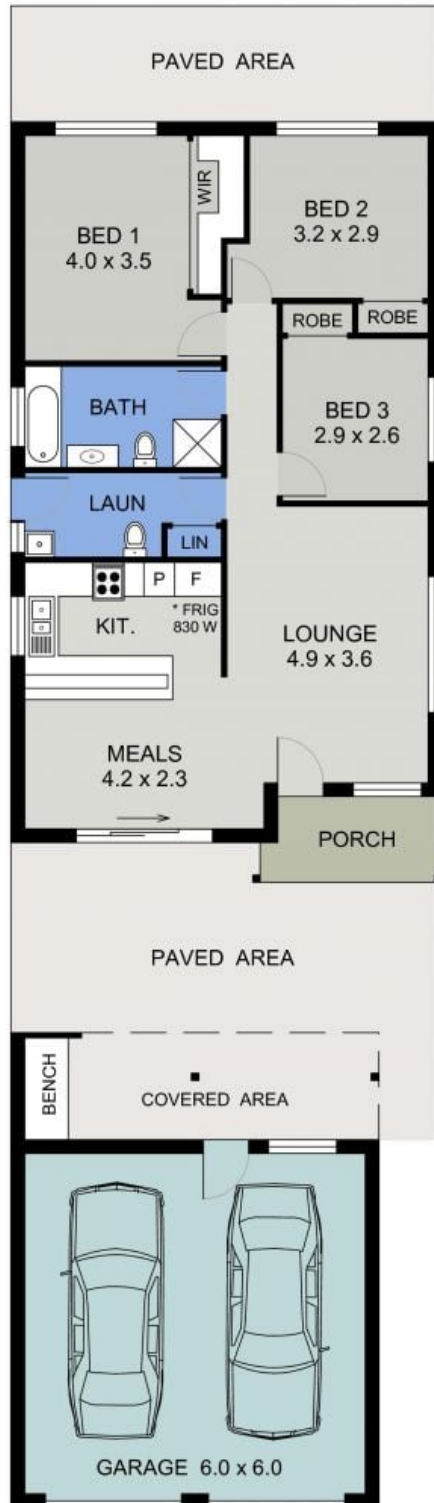 PAVED AREA
BED 1
4.0 x 3.5
WIR
BED 2
3.2 x 2.9
ROBE
ROBE
BATH
BED 3
2.9 x 2.6
LAUN
LIN
P
F
KIT.
* FRIG
830 W
LOUNGE
4.9 x 3.6
MEALS
4.2 x 2.3
PORCH
PAVED AREA
BENCH
COVERED AREA
GARAGE 6.0 x 6.0